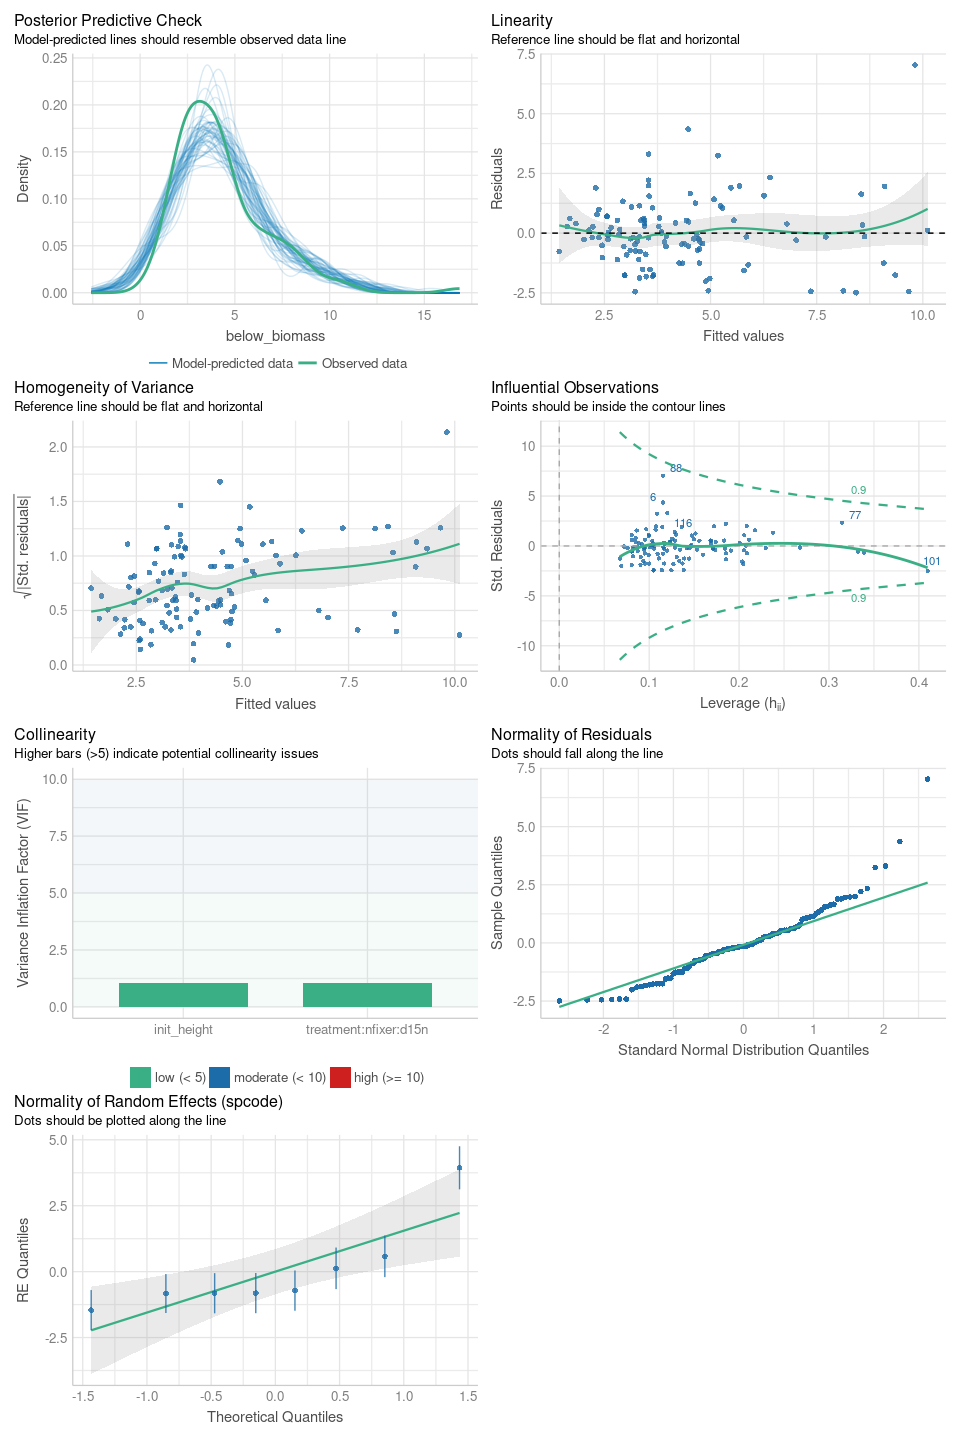 Posterior Predictive Check
Model-predicted lines should resemble observed data line
0.25
0.20
0.15
0.10
0.05
0.00
Density
0
5
10
15
below_biomass
Model-predicted data
Observed data
Linearity
Reference line should be flat and horizontal
7.5
5.0
2.5
0.0
-2.5
Residuals
2.5
5.0
7.5
10.0
Fitted values
Homogeneity of Variance
Reference line should be flat and horizontal
2.0
1.5
1.0
0.5
0.0
√|Std. residuals|
2.5
5.0
7.5
10.0
Fitted values
Influential Observations
Points should be inside the contour lines
10
5
0
-5
-10
Std. Residuals
88
6
116
0.9
77
101
0.9
0.0
0.1
0.2
0.3
0.4
Leverage (hii)
Collinearity
Higher bars (>5) indicate potential collinearity issues
10.0
7.5
5.0
2.5
0.0
Variance Inflation Factor (VIF)
init_height
treatment:nfixer:d15n
low (< 5)
moderate (< 10)
high (>= 10)
Normality of Residuals
Dots should fall along the line
7.5
5.0
2.5
0.0
-2.5
Sample Quantiles
-2
-1
0
1
2
Standard Normal Distribution Quantiles
Normality of Random Effects (spcode)
Dots should be plotted along the line
5.0
2.5
0.0
-2.5
RE Quantiles
-1.5
-1.0
-0.5
0.0
0.5
1.0
1.5
Theoretical Quantiles